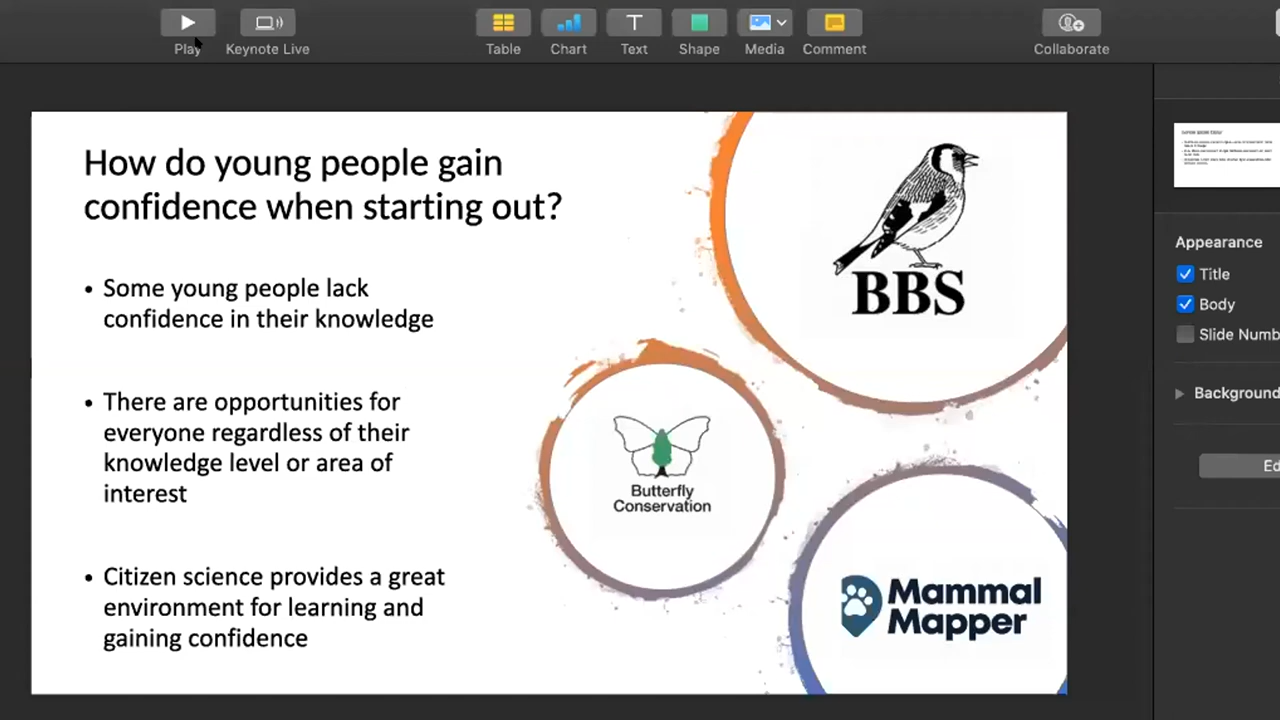 Play
Keynote Live
Table
Chart
Text
Shape
Media
Comment
Collaborate
How do young people gain
confidence when starting out?
• Some young people lack
confidence in their knowledge
• There are opportunities for
everyone regardless of their
knowledge level or area of
interest
• Citizen science provides a great
environment for learning and
gaining confidence
BBS
Butterfly
Conservation
Mammal
Mapper
Appearance
Title
Body
Slide Numb
Background
Ed